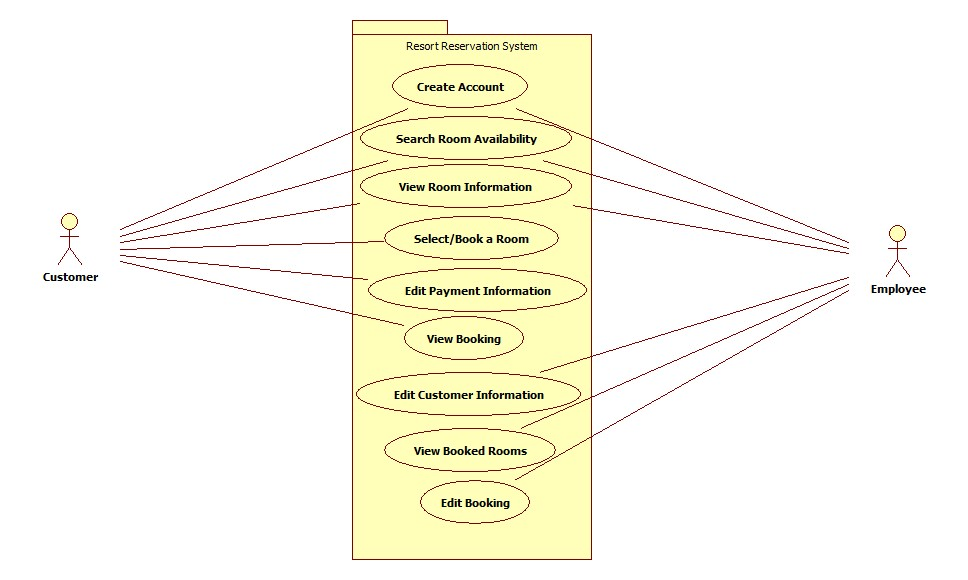 Resort Reservation System
Create Account
Search Room Availability
View Room Information
Select/Book a Room
Customer
Edit Payment Information
Employee
View Booking
Edit Customer Information
View Booked Rooms
Edit Booking